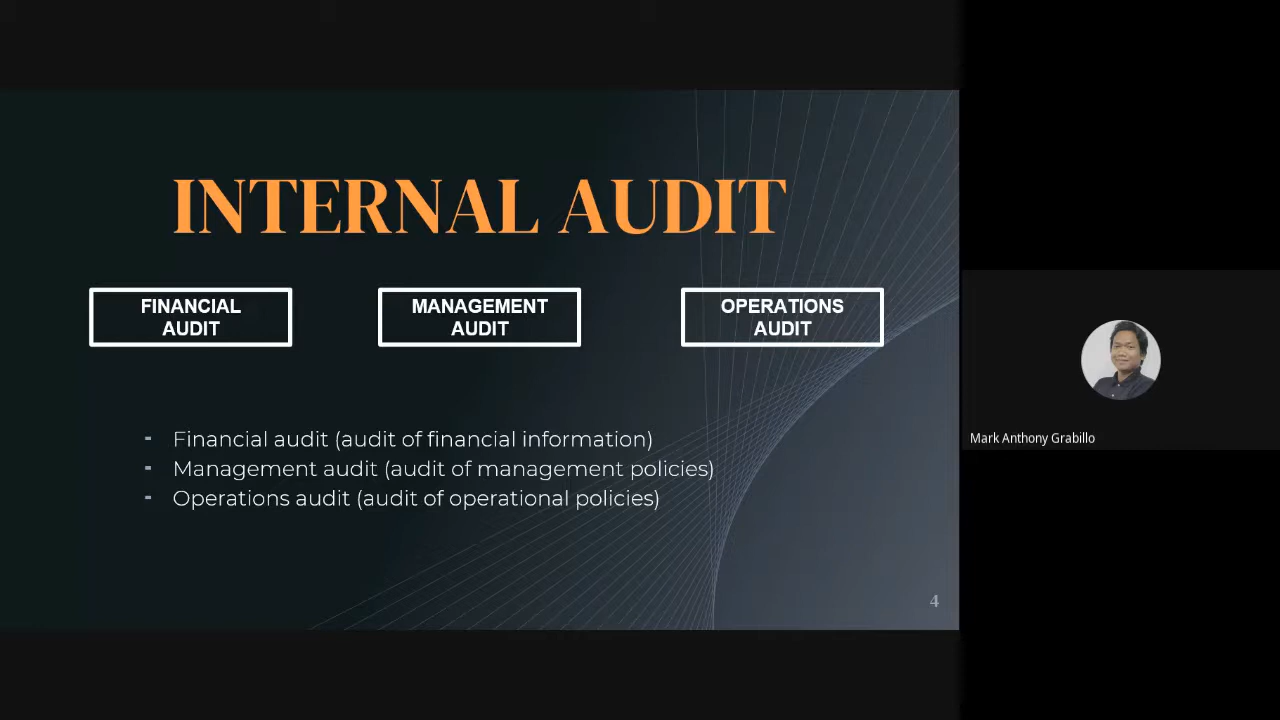 INTERNAL AUDIT
FINANCIAL
AUDIT
MANAGEMENT
AUDIT
OPERATIONS
AUDIT
- Financial audit (audit of financial information)
- Management audit (audit of management policies)
- Operations audit (audit of operational policies)
4
Mark Anthony Grabillo